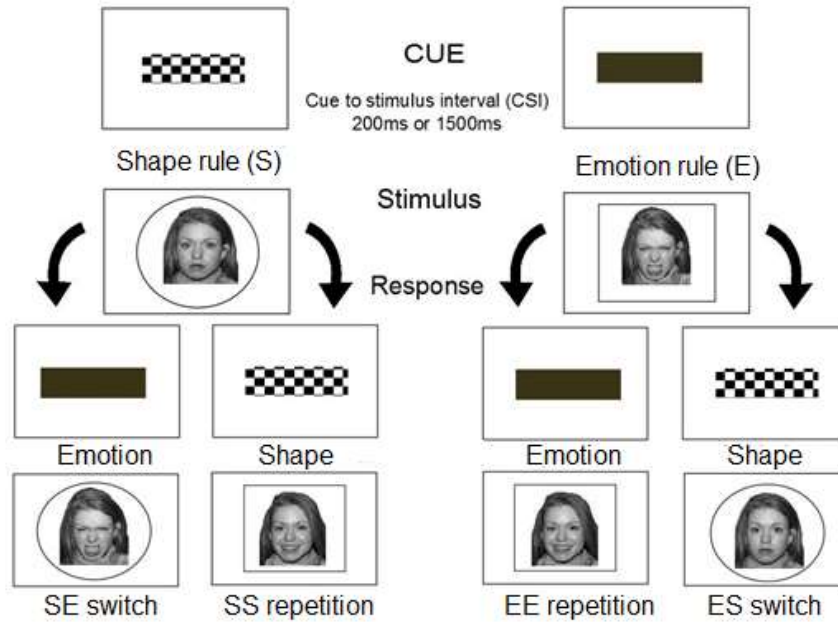 CUE
Cue to stimulus interval (CSI)
200ms or 1500ms
Shape rule (S)
Emotion rule (E)
Stimulus
Response
Emotion
Shape
Emotion
Shape
SE switch
SS repetition
EE repetition
ES switch